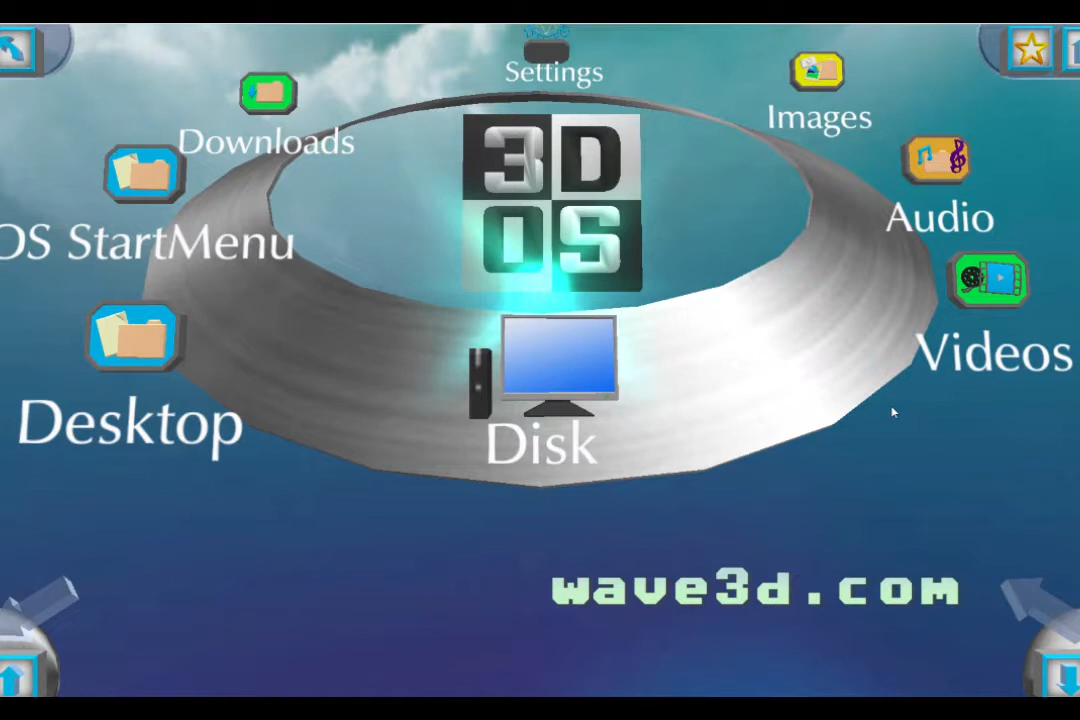 Settings
Images
Downloads
3D
OS
Audio
OS StartMenu
Videos
Desktop
Disk
wave3d.com